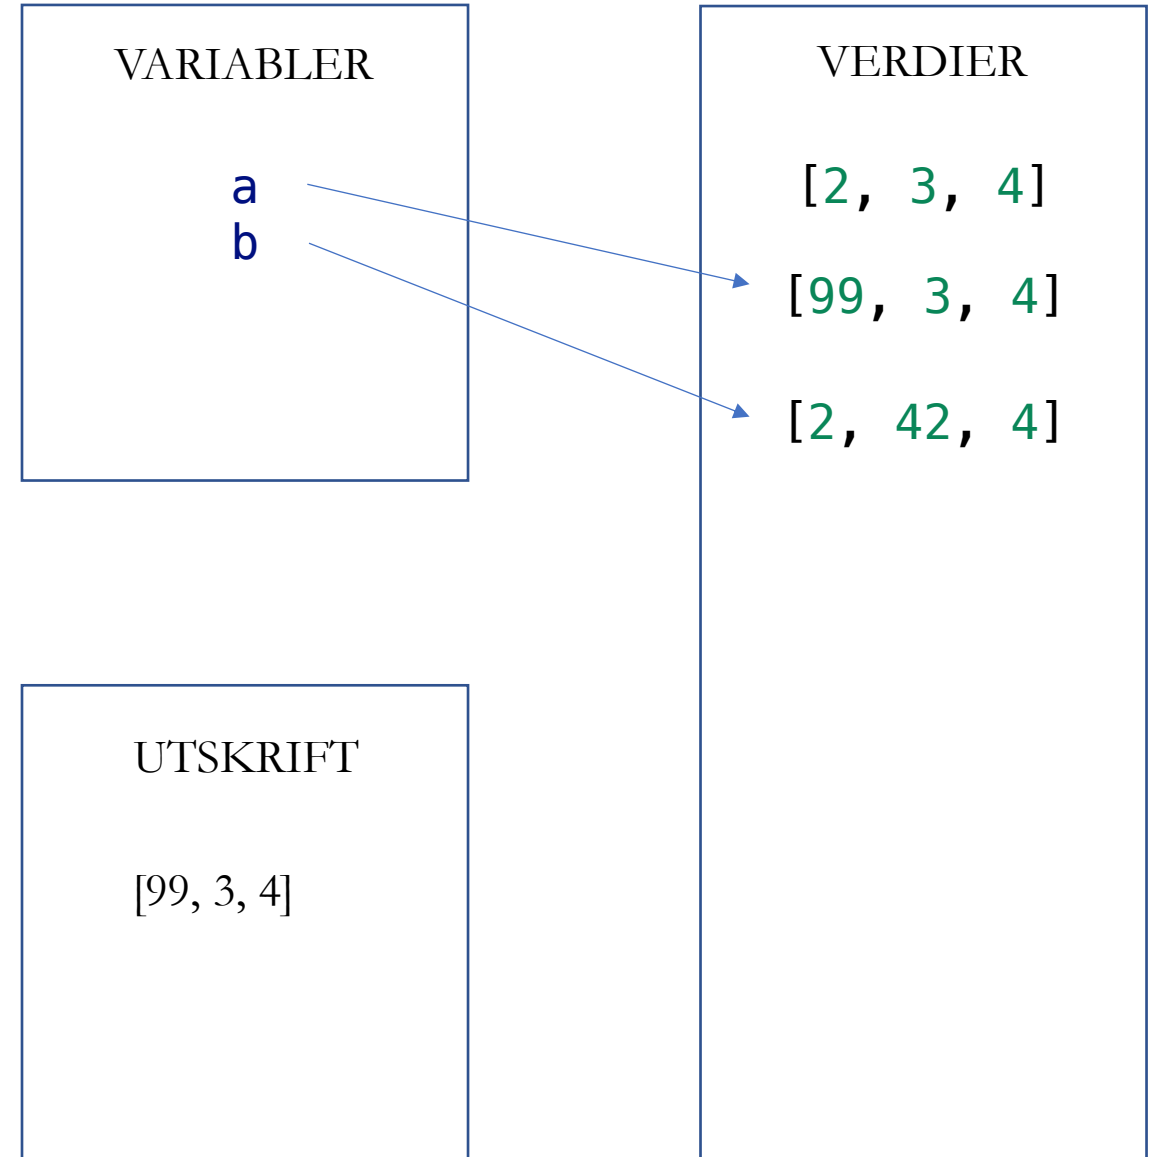 VARIABLER
a
b
VERDIER
[2, 3, 4]
[99, 3, 4]
[2, 42, 4]
UTSKRIFT
[99, 3, 4]